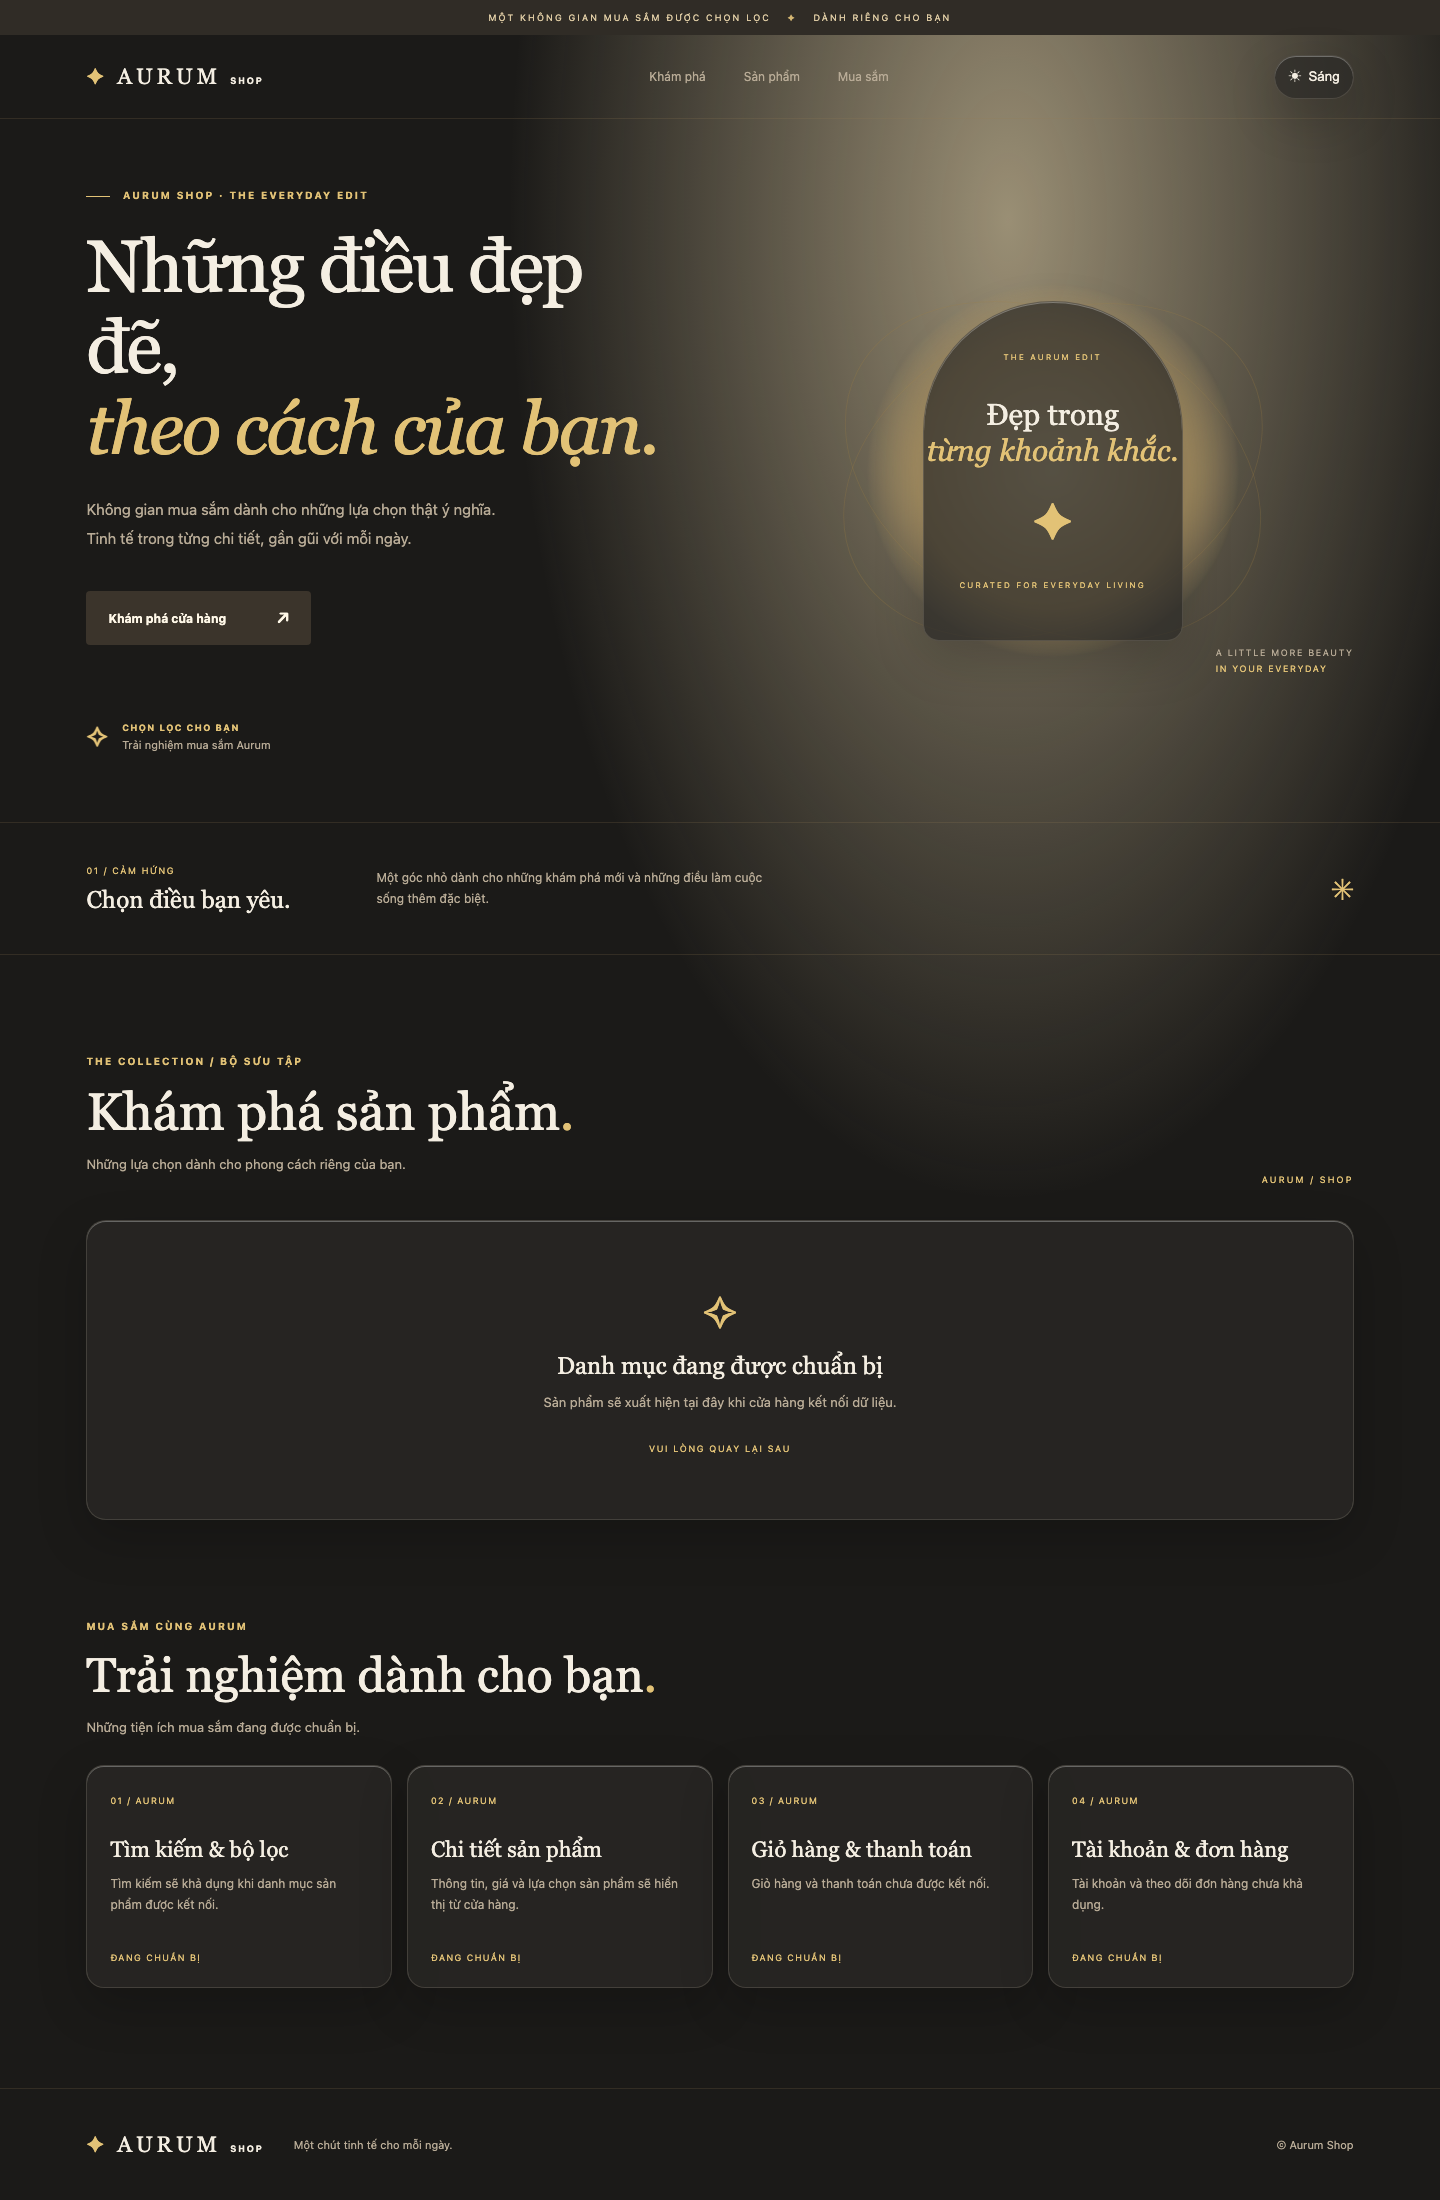 MỘT KHÔNG GIAN MUA SẮM ĐƯỢC CHỌN LỌC ✦ DÀNH RIÊNG CHO BẠN
AURUM SHOP
Khám phá
Sản phẩm
Mua sắm
Sáng
AURUM SHOP · THE EVERYDAY EDIT
Những điều đẹp
đẽ,
theo cách của bạn.
Không gian mua sắm dành cho những lựa chọn thật ý nghĩa.
Tinh tế trong từng chi tiết, gần gũi với mỗi ngày.
Khám phá cửa hàng
CHỌN LỌC CHO BẠN
Trải nghiệm mua sắm Aurum
THE AURUM EDIT
Đẹp trong
từng khoảnh khắc.
CURATED FOR EVERYDAY LIVING
A LITTLE MORE BEAUTY
IN YOUR EVERYDAY
01 / CẢM HỨNG
Chọn điều bạn yêu.
Một góc nhỏ dành cho những khám phá mới và những điều làm cuộc
sống thêm đặc biệt.
THE COLLECTION / BỘ SƯU TẬP
Khám phá sản phẩm.
Những lựa chọn dành cho phong cách riêng của bạn.
AURUM / SHOP
Danh mục đang được chuẩn bị
Sản phẩm sẽ xuất hiện tại đây khi cửa hàng kết nối dữ liệu.
VUI LÒNG QUAY LẠI SAU
MUA SẮM CÙNG AURUM
Trải nghiệm dành cho bạn.
Những tiện ích mua sắm đang được chuẩn bị.
01 / AURUM
Tìm kiếm & bộ lọc
Tìm kiếm sẽ khả dụng khi danh mục sản
phẩm được kết nối.
ĐANG CHUẨN BỊ
02 / AURUM
Chi tiết sản phẩm
Thông tin, giá và lựa chọn sản phẩm sẽ hiển
thị từ cửa hàng.
ĐANG CHUẨN BỊ
03 / AURUM
Giỏ hàng & thanh toán
Giỏ hàng và thanh toán chưa được kết nối.
ĐANG CHUẨN BỊ
04 / AURUM
Tài khoản & đơn hàng
Tài khoản và theo dõi đơn hàng chưa khả
dụng.
ĐANG CHUẨN BỊ
AURUM SHOP
Một chút tinh tế cho mỗi ngày.
© Aurum Shop